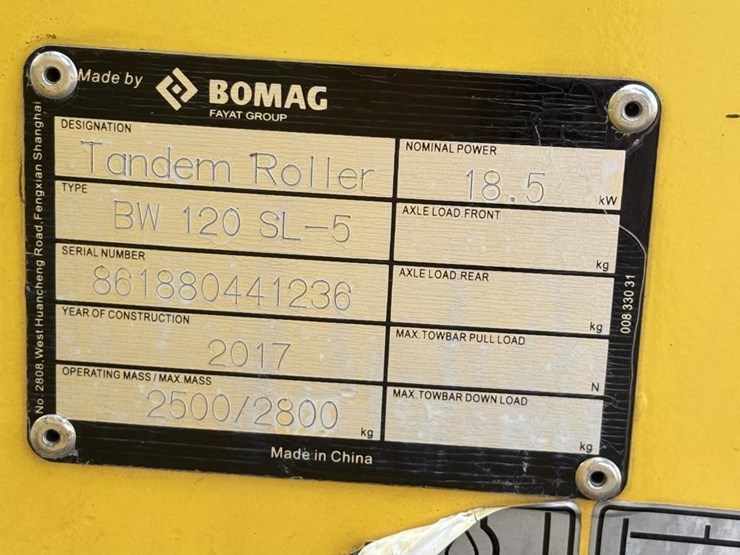 Made by BOMAG
FAYAT GROUP
DESIGNATION
Tandem Roller
NOMINAL POWER
18.5 kW
TYPE
BW 120 SL-5
AXLE LOAD.FRONT
kg
SERIAL NUMBER
861880441236
AXLE LOAD.REAR
kg
YEAR OF CONSTRUCTION
2017
MAX.TOWBAR PULL LOAD
N
OPERATING MASS / MAX.MASS
2500/2800 kg
MAX.TOWBAR DOWN LOAD
kg
Made in China
No. 2808,West Huancheng Road,Fengxian Shanghai
008 330 31